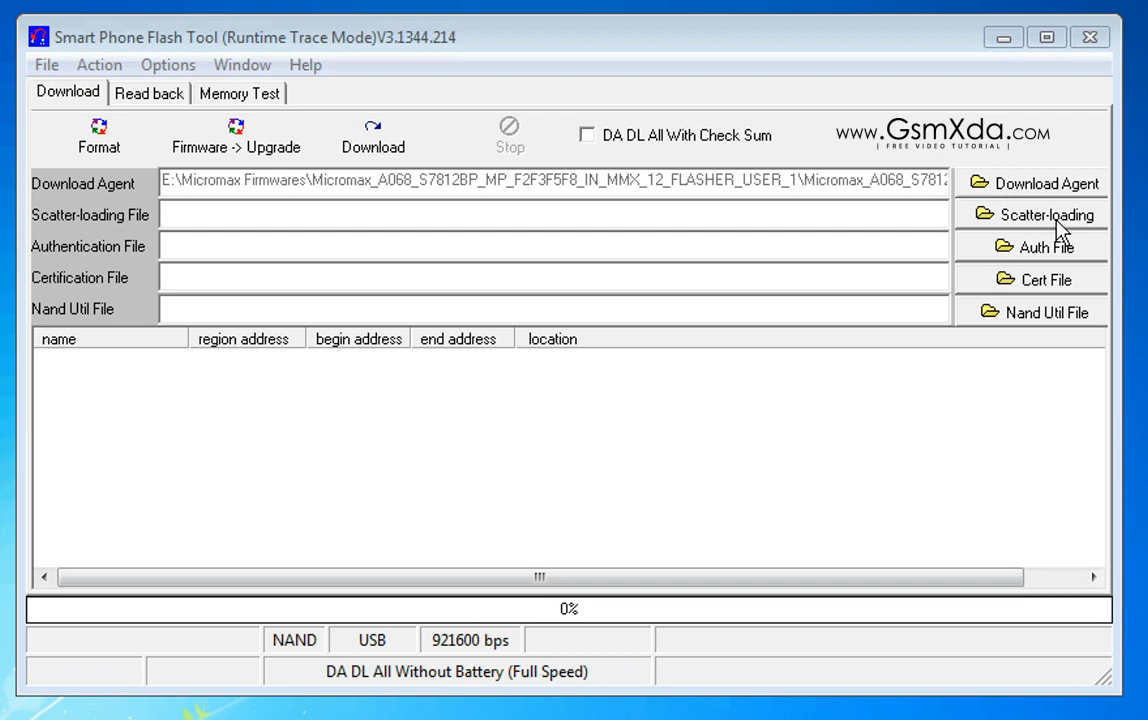 Smart Phone Flash Tool (Runtime Trace Mode)V3.1344.214
File Action Options Window Help
Download Read back Memory Test
Format Firmware -> Upgrade Download Stop DA DL All With Check Sum www.GsmXda.com
| FREE VIDEO TUTORIAL |
Download Agent E:\Micromax Firmwares\Micromax_A068_S7812BP_MP_F2F3F5F8_IN_MMX_12_FLASHER_USER_1\Micromax_A068_S7812 Download Agent
Scatter-loading File Scatter-loading
Authentication File Auth File
Certification File Cert File
Nand Util File Nand Util File
name region address begin address end address location
0%
NAND USB 921600 bps
DA DL All Without Battery (Full Speed)